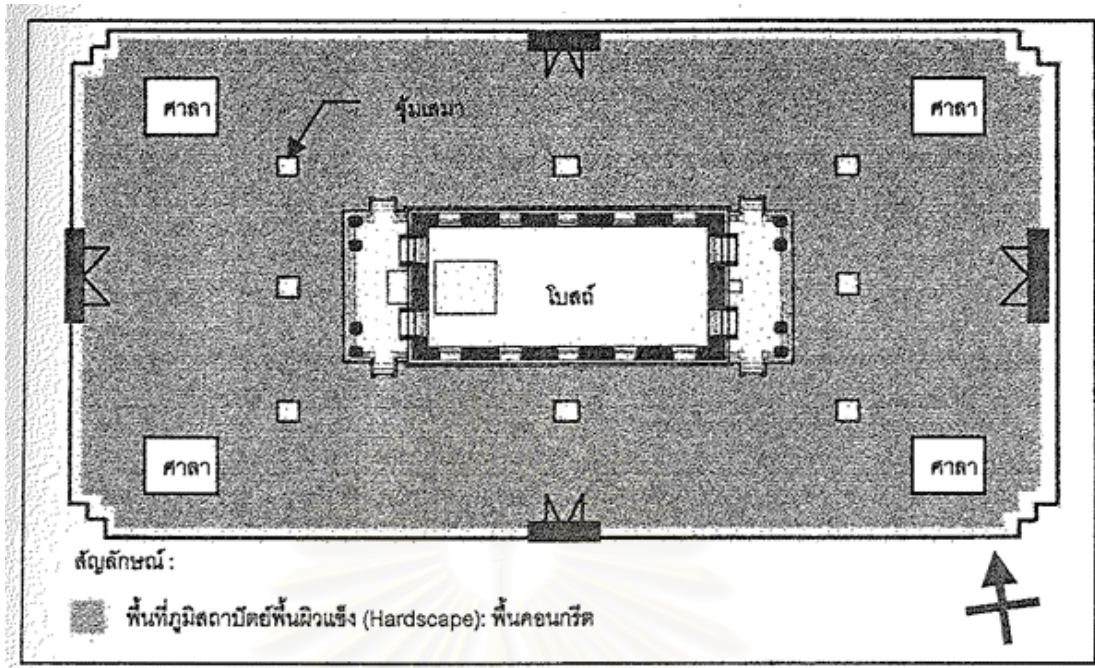 ศาลา
ซุ้มเสมา
ศาลา
โบสถ์
ศาลา
ศาลา
สัญลักษณ์ :
พื้นที่ภูมิสถาปัตย์พื้นผิวแข็ง (Hardscape): พื้นคอนกรีต